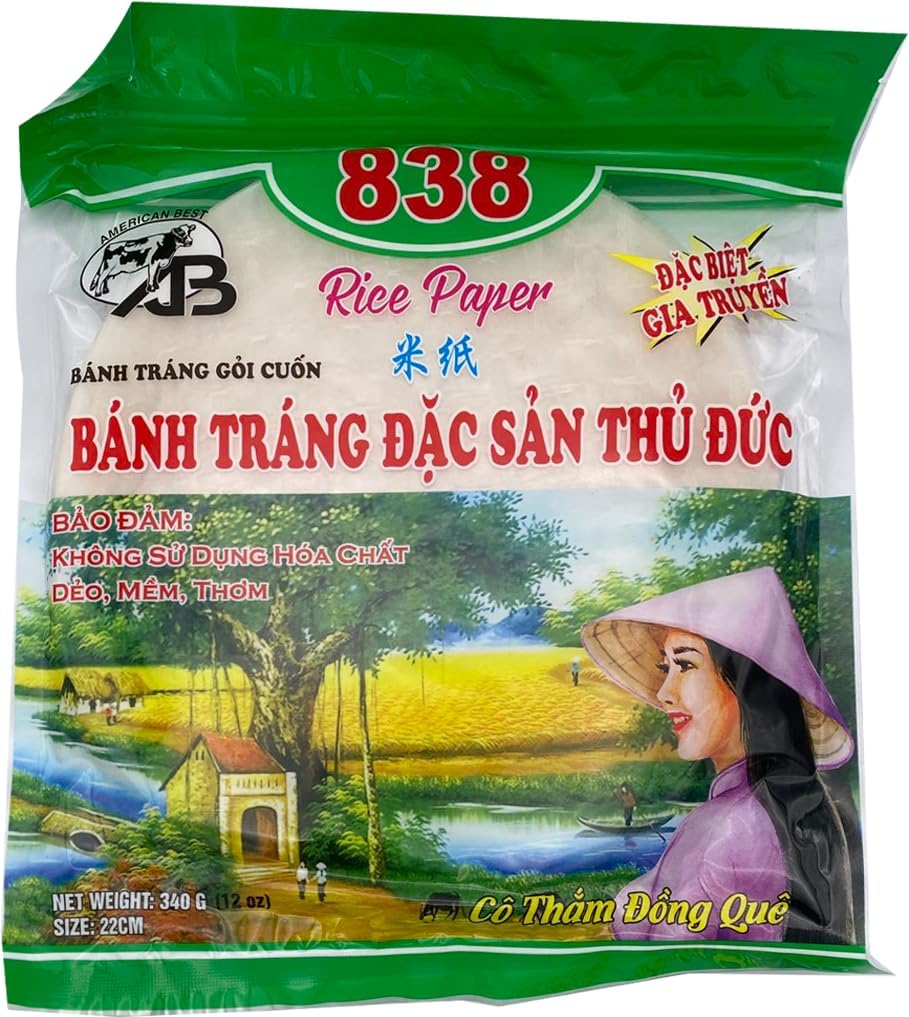 838
AMERICAN BEST
AB
Rice Paper
ĐẶC BIỆT
GIA TRUYỀN
米纸
BÁNH TRÁNG GỎI CUỐN
BÁNH TRÁNG ĐẶC SẢN THỦ ĐỨC
BẢO ĐẢM:
KHÔNG SỬ DỤNG HÓA CHẤT
DẺO, MỀM, THƠM
NET WEIGHT: 340 G (12 oz)
SIZE: 22CM
Cô Thắm Đồng Quê